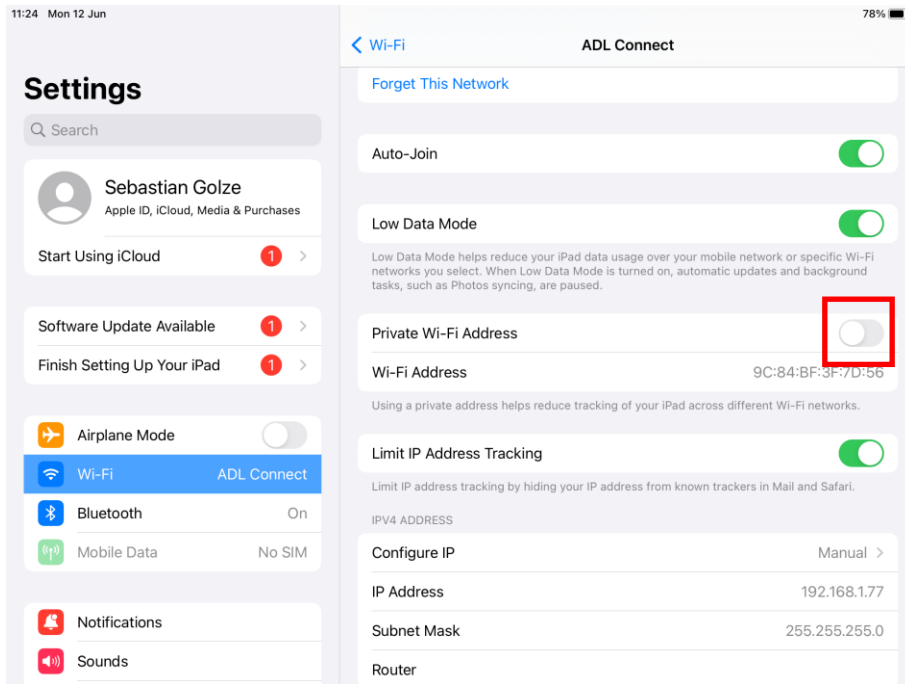 11:24 Mon 12 Jun
78%
Settings
Search
Sebastian Golze
Apple ID, iCloud, Media & Purchases
Start Using iCloud 1
Software Update Available 1
Finish Setting Up Your iPad 1
Airplane Mode
Wi-Fi ADL Connect
Bluetooth On
Mobile Data No SIM
Notifications
Sounds
Wi-Fi
ADL Connect
Forget This Network
Auto-Join
Low Data Mode
Low Data Mode helps reduce your iPad data usage over your mobile network or specific Wi-Fi
networks you select. When Low Data Mode is turned on, automatic updates and background
tasks, such as Photos syncing, are paused.
Private Wi-Fi Address
Wi-Fi Address 9C:84:BF:3F:7D:56
Using a private address helps reduce tracking of your iPad across different Wi-Fi networks.
Limit IP Address Tracking
Limit IP address tracking by hiding your IP address from known trackers in Mail and Safari.
IPV4 ADDRESS
Configure IP Manual
IP Address 192.168.1.77
Subnet Mask 255.255.255.0
Router